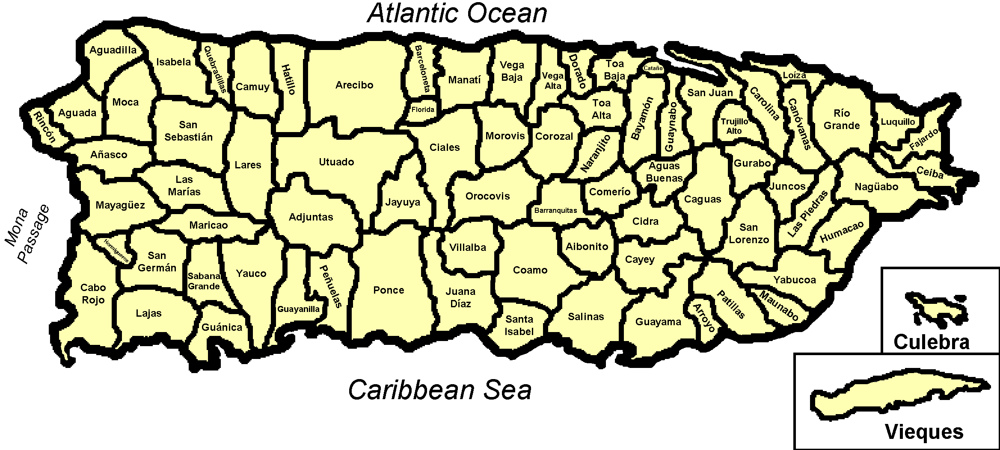 Atlantic Ocean
Aguadilla
Isabela
Quebradillas
Camuy
Hatillo
Arecibo
Barceloneta
Manatí
Vega
Baja
Vega
Alta
Dorado
Toa
Baja
Cataño
Loíza
Moca
Aguada
Rincón
San
Sebastián
Florida
Toa
Alta
Bayamón
Guaynabo
San Juan
Trujillo
Alto
Carolina
Canóvanas
Río
Grande
Luquillo
Fajardo
Añasco
Lares
Utuado
Ciales
Morovis
Corozal
Naranjito
Aguas
Buenas
Gurabo
Ceiba
Las
Marías
Mayagüez
Jayuya
Orocovis
Barranquitas
Comerío
Caguas
Juncos
Las Piedras
Nagüabo
Mona
Passage
Maricao
Adjuntas
Cidra
San
Lorenzo
Humacao
Hormigueros
San
Germán
Sabana
Grande
Yauco
Peñuelas
Villalba
Coamo
Aibonito
Cayey
Yabucoa
Cabo
Rojo
Lajas
Guánica
Guayanilla
Ponce
Juana
Díaz
Santa
Isabel
Salinas
Guayama
Arroyo
Patillas
Maunabo
Culebra
Caribbean Sea
Vieques